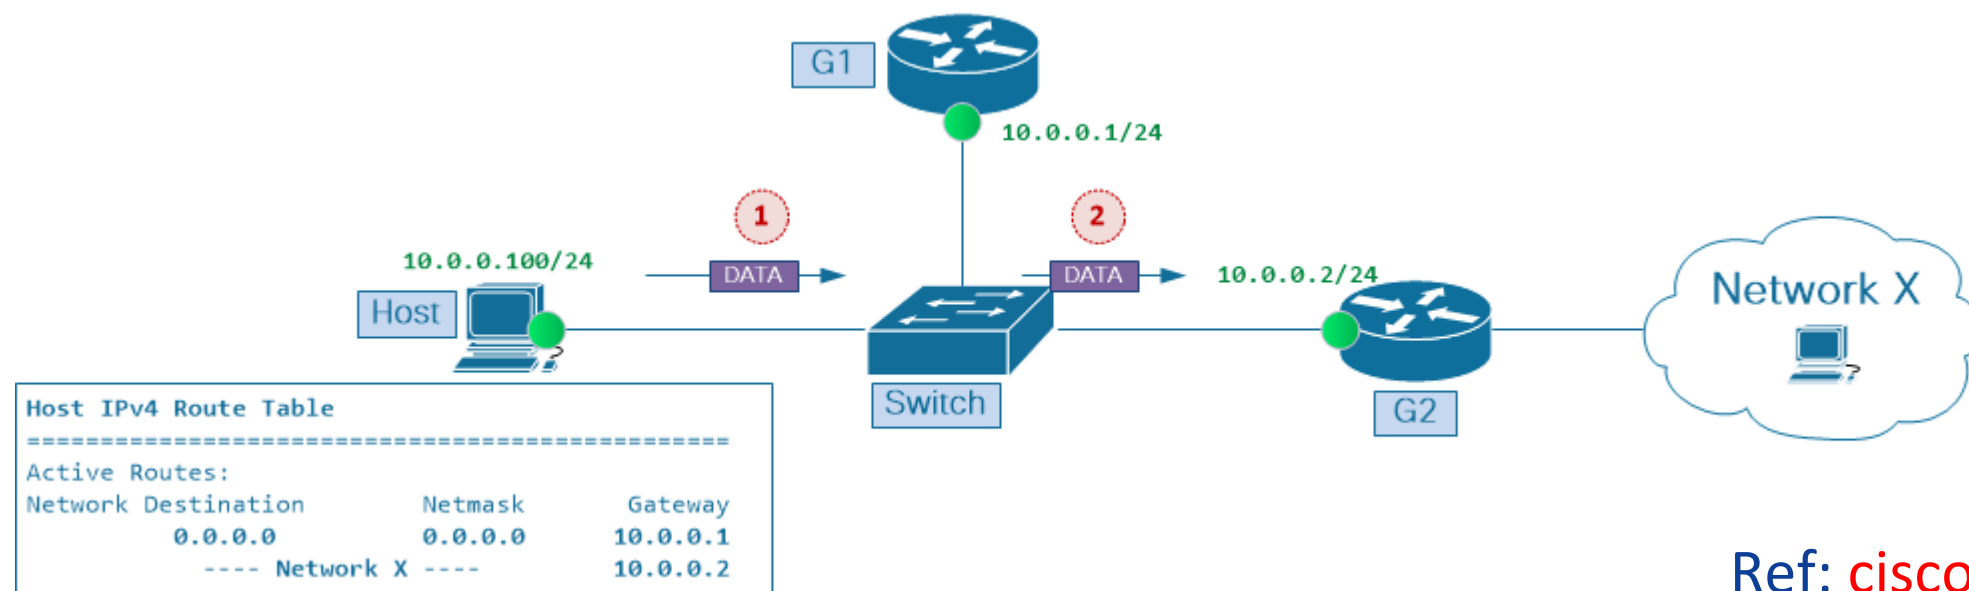 G1
10.0.0.1/24
1
2
10.0.0.100/24
DATA
DATA
10.0.0.2/24
Host
Network X
?
?
Switch
G2
Host IPv4 Route Table
================================================
Active Routes:
Network Destination Netmask Gateway
0.0.0.0 0.0.0.0 10.0.0.1
---- Network X ---- 10.0.0.2
Ref: cisco